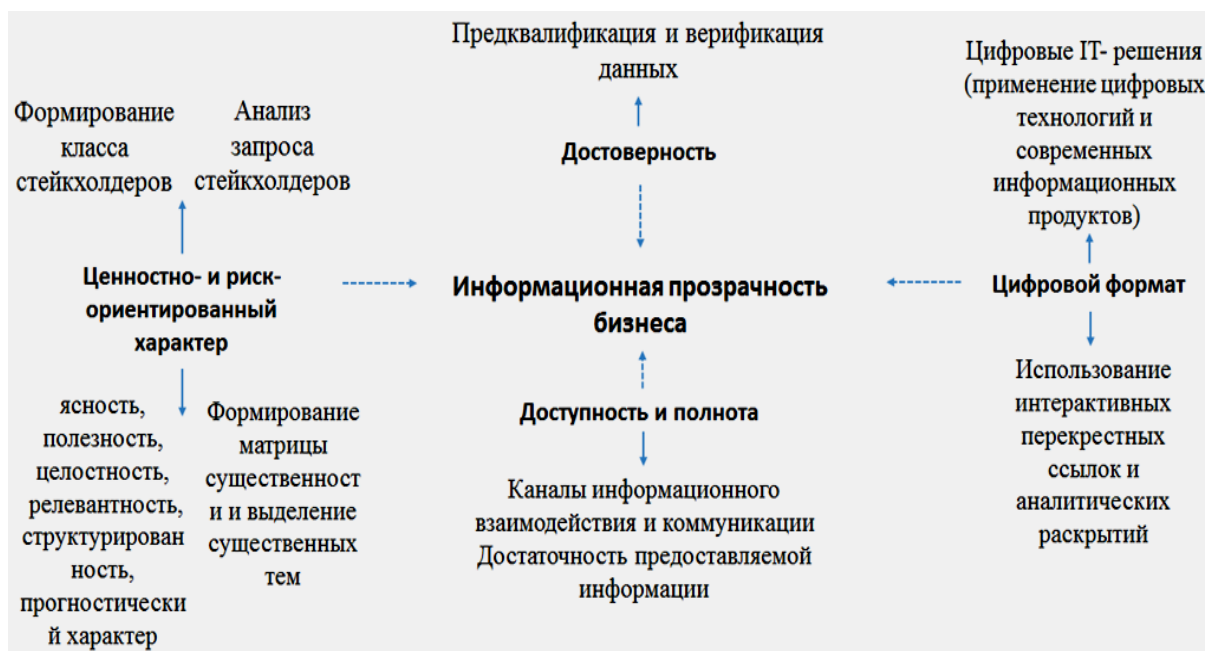 Предквалификация и верификация
данных
Цифровые IT- решения
(применение цифровых
технологий и
современных
информационных
продуктов)
Формирование
класса
стейкхолдеров
Анализ
запроса
стейкхолдеров
Достоверность
Ценностно- и риск-
ориентированный
характер
Информационная прозрачность
бизнеса
Цифровой формат
ясность,
полезность,
целостность,
релевантность,
структурирован
ность,
прогностически
й характер
Формирование
матрицы
существенност
и и выделение
существенных
тем
Доступность и полнота
Каналы информационного
взаимодействия и коммуникации
Достаточность предоставляемой
информации
Использование
интерактивных
перекрестных
ссылок и
аналитических
раскрытий